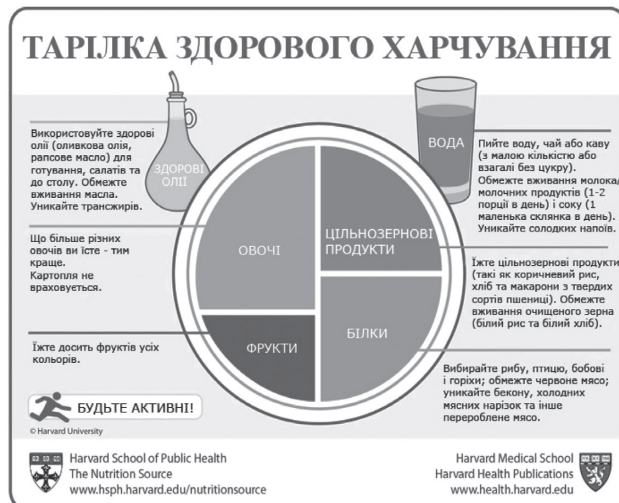 ТАРІЛКА ЗДОРОВОГО ХАРЧУВАННЯ
Використовуйте здорові
олії (оливкова олія,
рапсове масло) для
готування, салатів та
до столу. Обмежте
вживання масла.
Уникайте трансжирів.
ЗДОРОВІ
ОЛІЇ
ВОДА
Пийте воду, чай або каву
(з малою кількістю або
взагалі без цукру).
Обмежте вживання молока/
молочних продуктів (1-2
порції в день) і соку (1
маленька склянка в день).
Уникайте солодких напоїв.
Що більше різних
овочів ви їсте - тим
краще.
Картопля не
враховується.
ОВОЧІ
ЦІЛЬНОЗЕРНОВІ
ПРОДУКТИ
Їжте цільнозернові продукти
(такі як коричневий рис,
хліб та макарони з твердих
сортів пшениці). Обмежте
вживання очищеного зерна
(білий рис та білий хліб).
Їжте досить фруктів усіх
кольорів.
ФРУКТИ
БІЛКИ
Вибирайте рибу, птицю, бобові
і горіхи; обмежте червоне мясо;
уникайте бекону, холодних
мясних нарізок та інше
перероблене мясо.
БУДЬТЕ АКТИВНІ!
© Harvard University
Harvard School of Public Health
The Nutrition Source
www.hsph.harvard.edu/nutritionsource
Harvard Medical School
Harvard Health Publications
www.health.harvard.edu